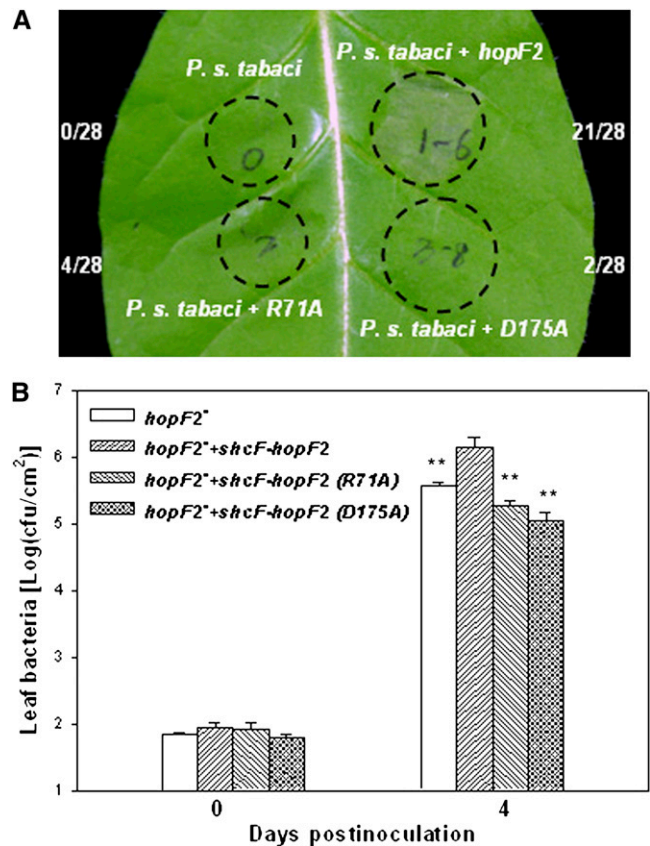 A
P. s. tabaci
P. s. tabaci + hopF2
0/28
21/28
0
1-6
4/28
2/28
P. s. tabaci + R71A
P. s. tabaci + D175A
B
7
6
5
4
3
2
1
Leaf bacteria [Log(cfu/cm²)]
hopF2⁻
hopF2⁻+shcF-hopF2
hopF2⁻+shcF-hopF2 (R71A)
hopF2⁻+shcF-hopF2 (D175A)
**
**
**
0
4
Days postinoculation